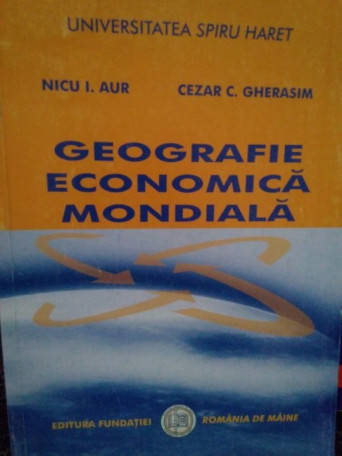 UNIVERSITATEA SPIRU HARET
NICU I. AUR CEZAR C. GHERASIM
GEOGRAFIE
ECONOMICĂ
MONDIALĂ
EDITURA FUNDAȚIEI ROMÂNIA DE MÂINE